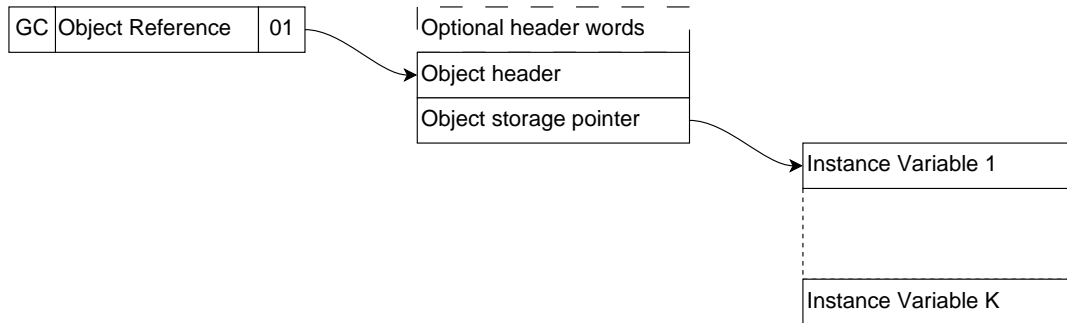 GC Object Reference 01
Optional header words
Object header
Object storage pointer
Instance Variable 1
Instance Variable K